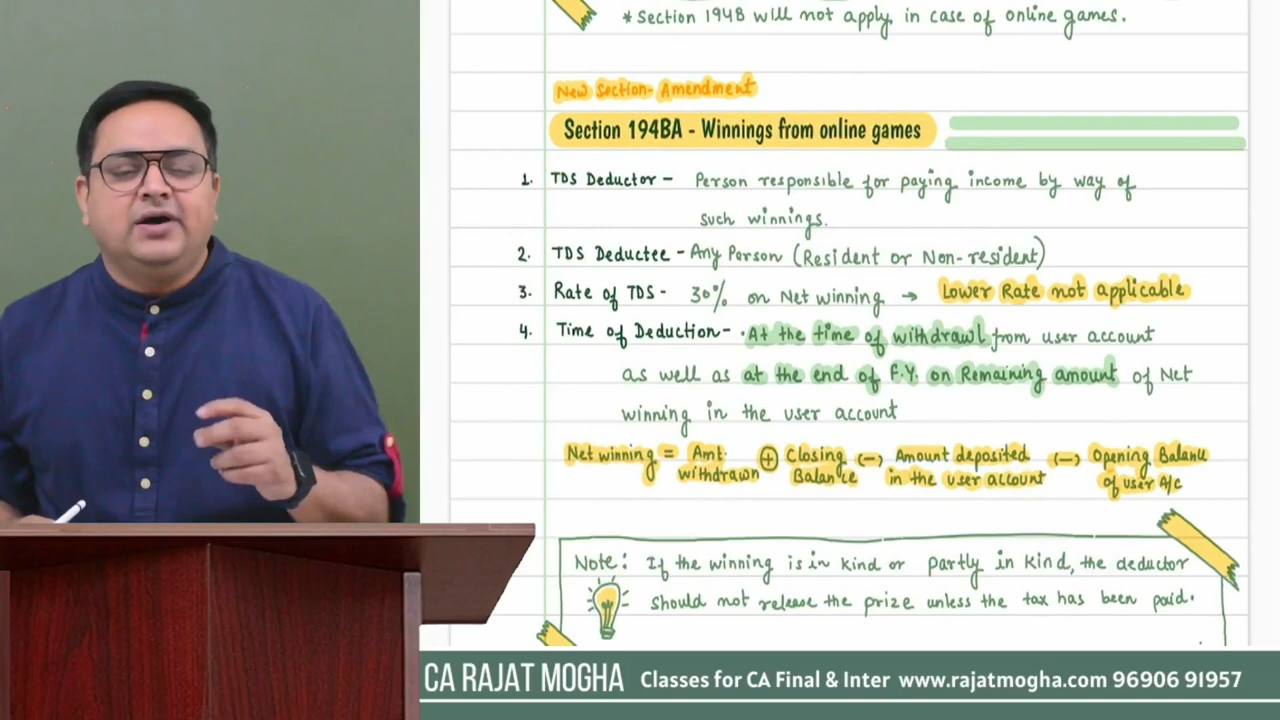 * Section 194B will not apply in case of online games.
New Section- Amendment
Section 194BA - Winnings from online games
1. TDS Deductor - Person responsible for paying income by way of
such winnings.
2. TDS Deductee - Any Person (Resident or Non-resident)
3. Rate of TDS - 30% on Net winning → Lower Rate not applicable
4. Time of Deduction - • At the time of withdrawl from user account
as well as at the end of F.Y. on Remaining amount of Net
winning in the user account
Net winning = Amt. withdrawn + Closing Balance (-) Amount deposited in the user account (-) Opening Balance of user A/c
Note: If the winning is in kind or partly in kind, the deductor
should not release the prize unless the tax has been paid.
CA RAJAT MOGHA Classes for CA Final & Inter www.rajatmogha.com 96906 91957